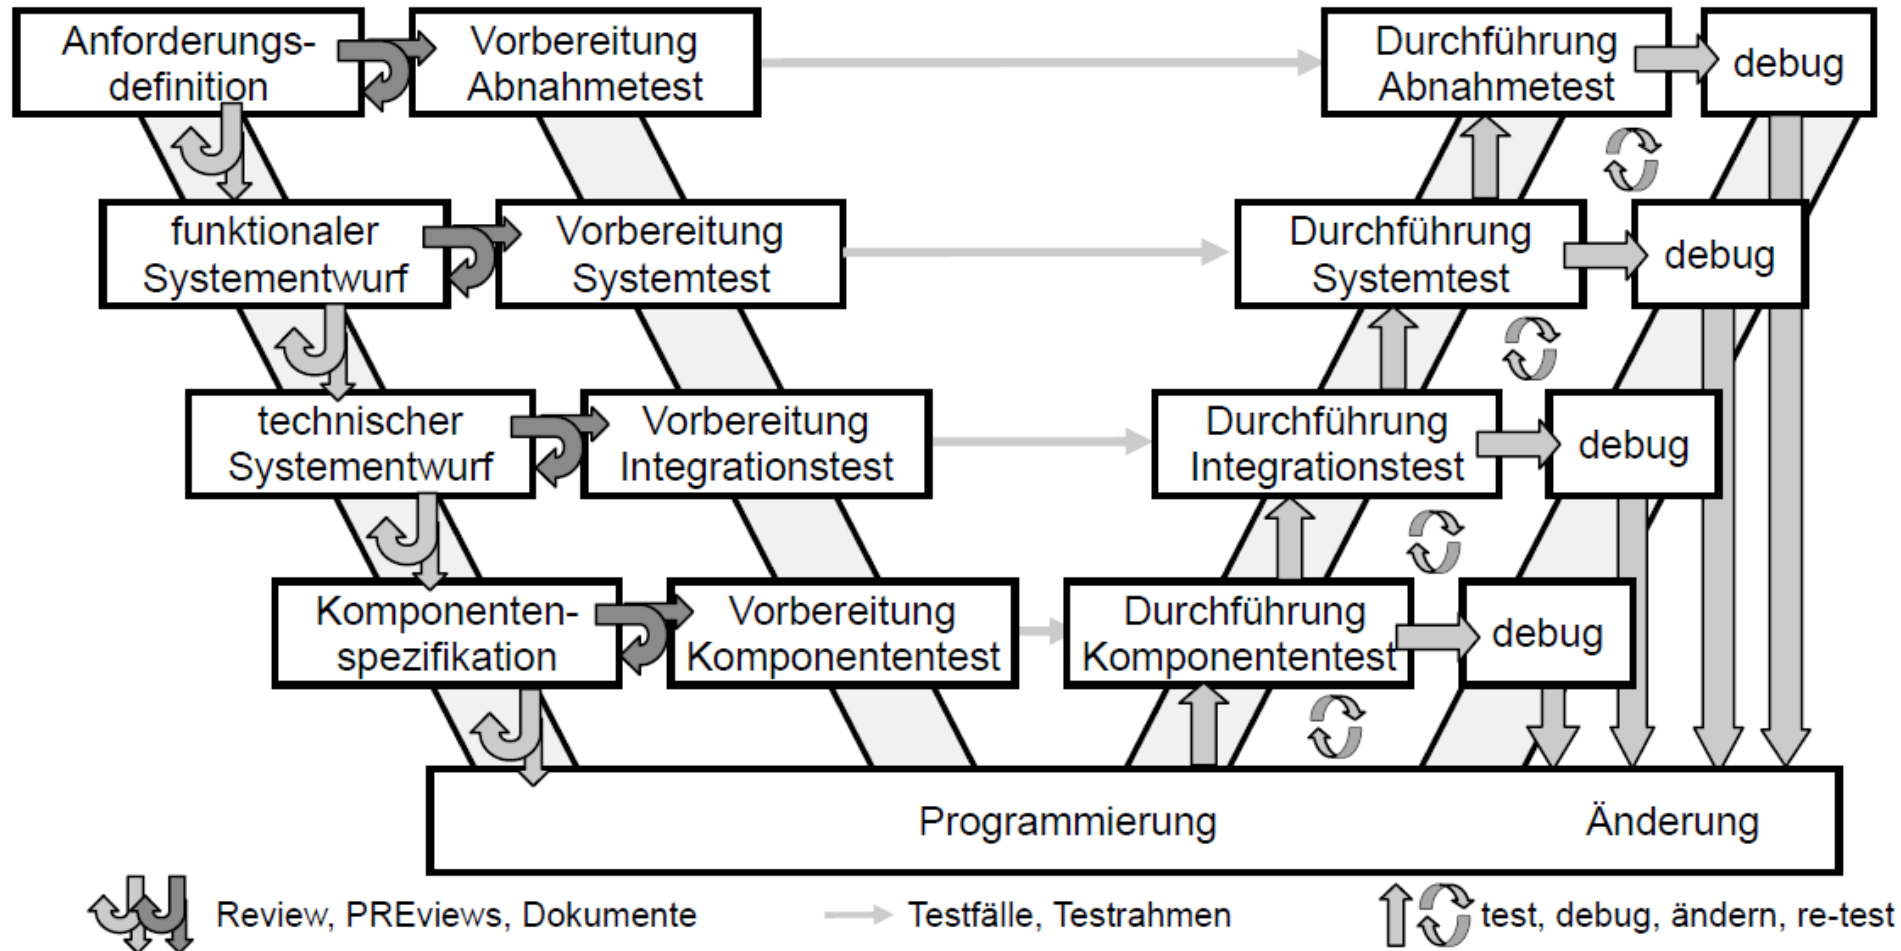 Anforderungs-
definition
Vorbereitung
Abnahmetest
Durchführung
Abnahmetest
debug
funktionaler
Systementwurf
Vorbereitung
Systemtest
Durchführung
Systemtest
debug
technischer
Systementwurf
Vorbereitung
Integrationstest
Durchführung
Integrationstest
debug
Komponenten-
spezifikation
Vorbereitung
Komponententest
Durchführung
Komponententest
debug
Programmierung
Änderung
Review, PREviews, Dokumente
Testfälle, Testrahmen
test, debug, ändern, re-test